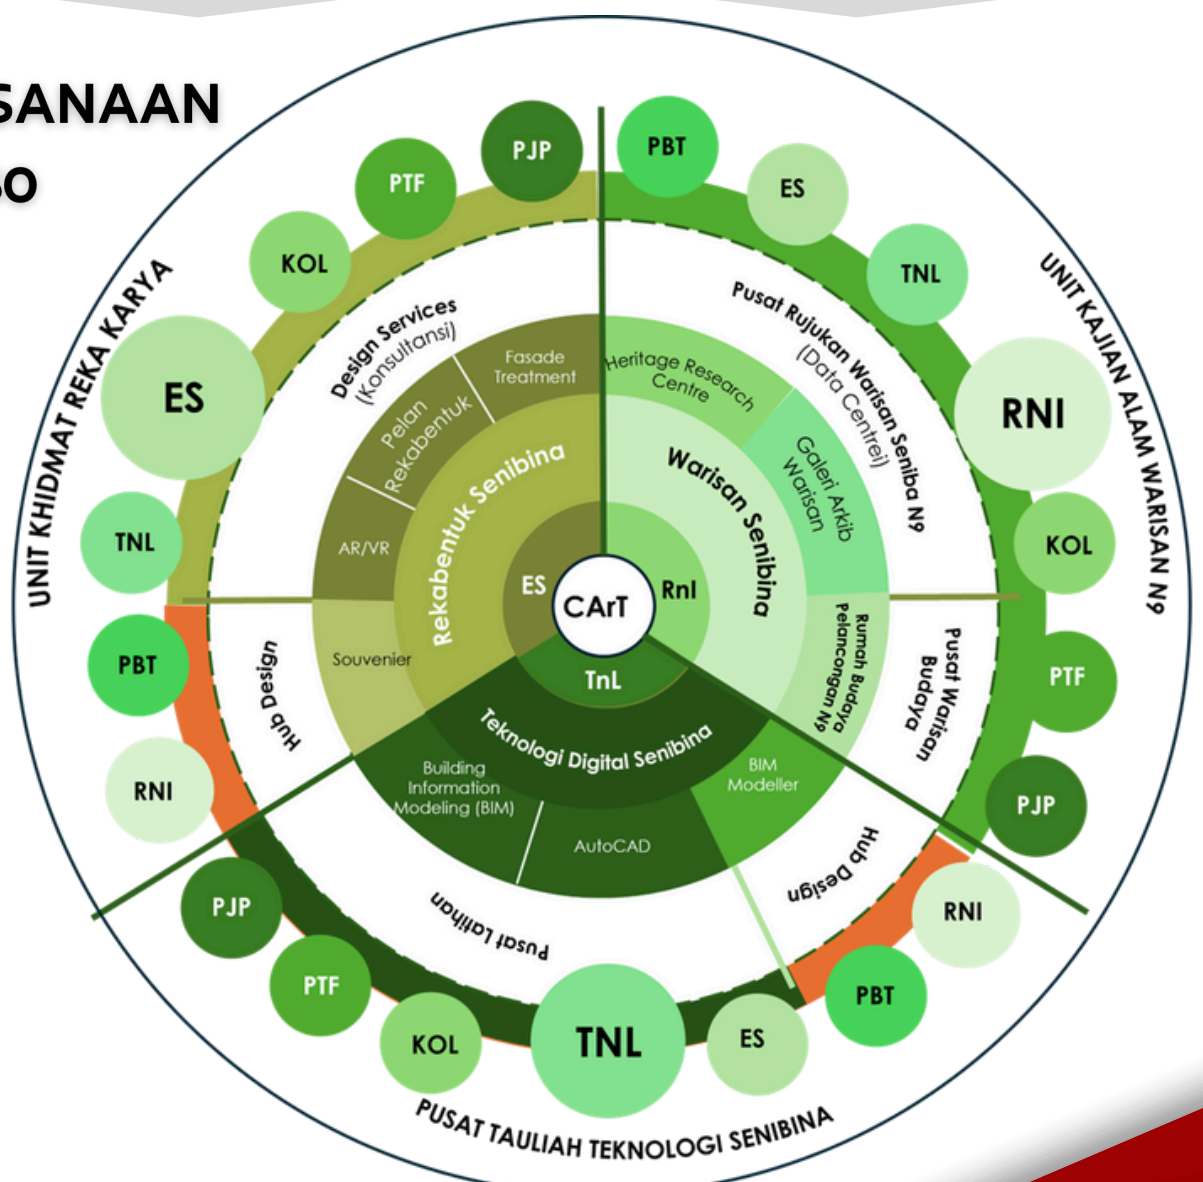 SANAAN
UNIT KHIDMAT REKA KARYA
PJP
PTF
KOL
ES
TNL
PBT
RNI
Design Services
(Konsultansi)
Fasade
Treatment
Pelan
Rekabentuk
AR/VR
Souvenier
Hub Design
Rekabentuk Senibina
ES
CArT
UNIT KAJIAN ALAM WARISAN N9
PBT
ES
TNL
RNI
KOL
PTF
PJP
Pusat Rujukan Warisan Seniba N9
(Data Centrei)
Heritage Research
Centre
Galeri Arkib
Warisan
Rumah Budaya
Pelancongan N9
Pusat Warisan
Budaya
Warisan Senibina
RnI
TnL
Teknologi Digital Senibina
Building
Information
Modeling (BIM)
AutoCAD
BIM
Modeller
Hub Design
Pusat Latihan
PJP
PTF
KOL
TNL
ES
PBT
RNI
PUSAT TAULIAH TEKNOLOGI SENIBINA